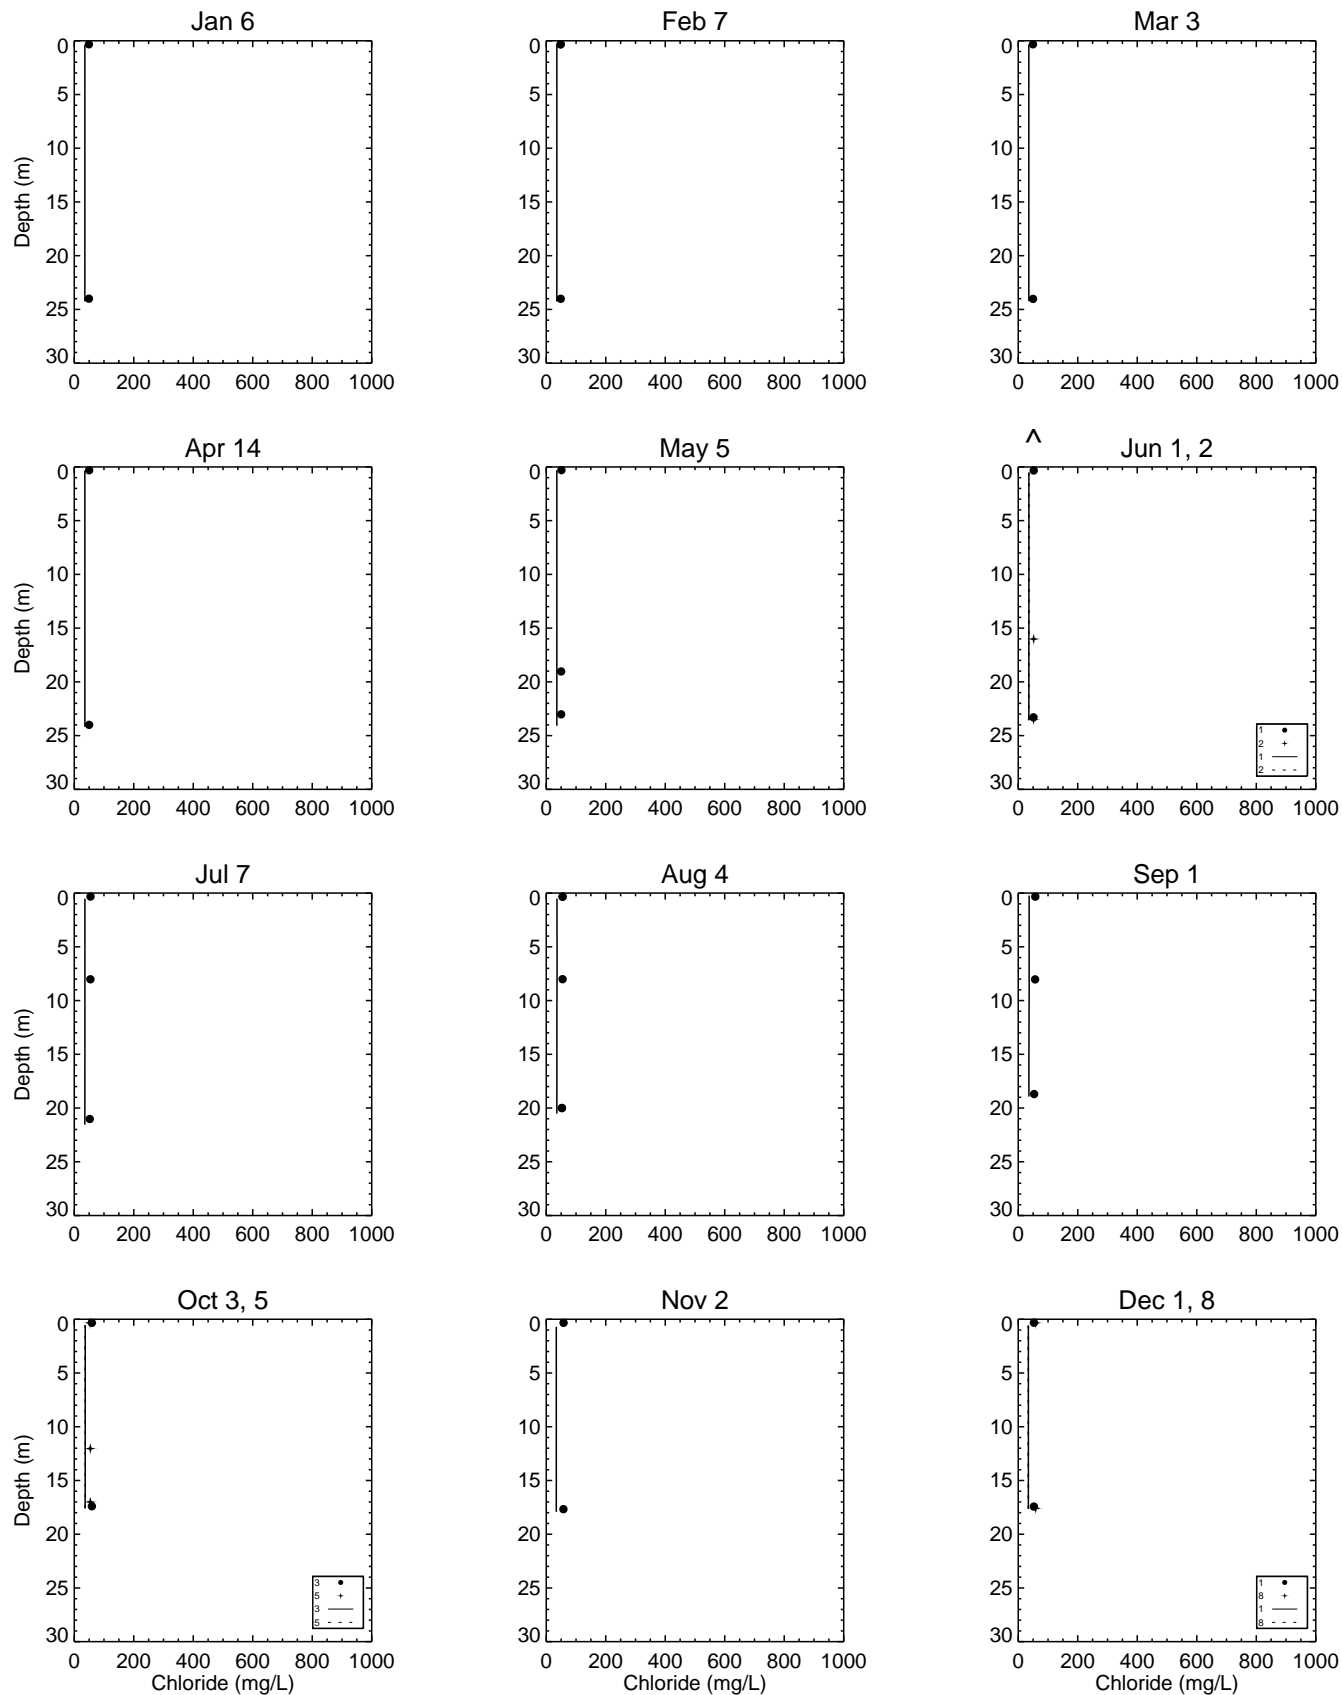 Jan 6 Feb 7 Mar 3
0 0 0
5 5 5
10 10 10
Depth (m)
15 15 15
20 20 20
25 25 25
30 30 30
0 200 400 600 800 1000 0 200 400 600 800 1000 0 200 400 600 800 1000
^
Apr 14 May 5 Jun 1, 2
0 0 0
5 5 5
10 10 10
Depth (m)
15 15 15
20 20 20
25 25 25
1
2
1
2
30 30 30
0 200 400 600 800 1000 0 200 400 600 800 1000 0 200 400 600 800 1000
Jul 7 Aug 4 Sep 1
0 0 0
5 5 5
10 10 10
Depth (m)
15 15 15
20 20 20
25 25 25
30 30 30
0 200 400 600 800 1000 0 200 400 600 800 1000 0 200 400 600 800 1000
Oct 3, 5 Nov 2 Dec 1, 8
0 0 0
5 5 5
10 10 10
Depth (m)
15 15 15
20 20 20
25 25 25
3 1
5 8
3 1
5 8
30 30 30
0 200 400 600 800 1000 0 200 400 600 800 1000 0 200 400 600 800 1000
Chloride (mg/L) Chloride (mg/L) Chloride (mg/L)